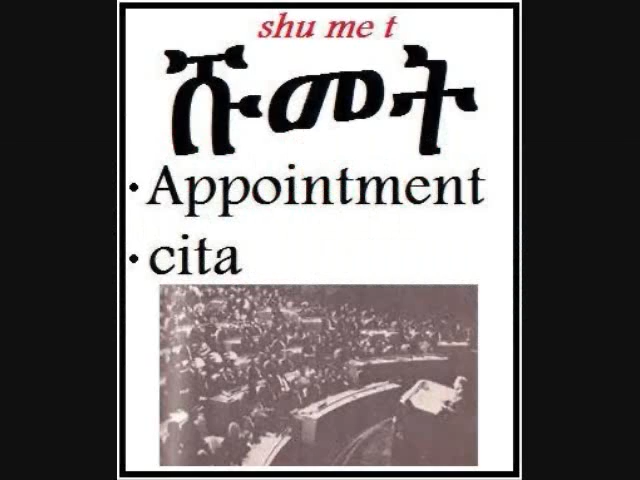 shu me t
ሹመት
· Appointment
· cita